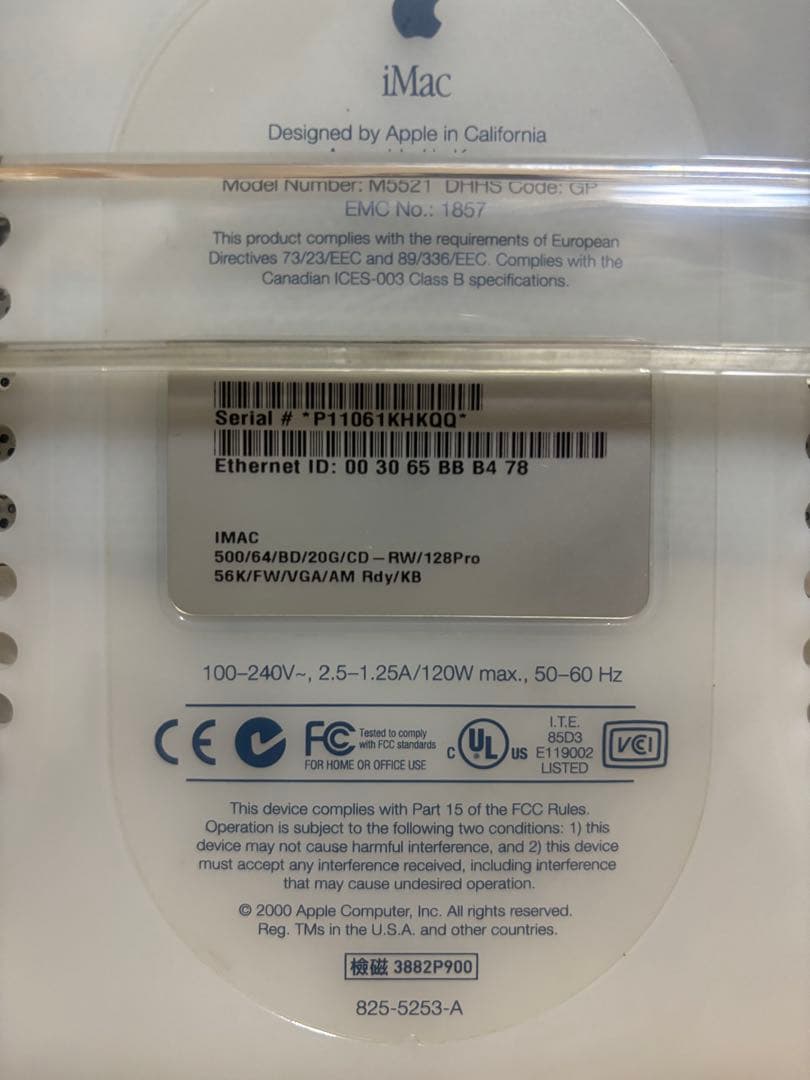 iMac
Designed by Apple in California
Model Number: M5521 DHHS Code: GP
EMC No.: 1857
This product complies with the requirements of European
Directives 73/23/EEC and 89/336/EEC. Complies with the
Canadian ICES-003 Class B specifications.
Serial # *P11061KHKQQ*
Ethernet ID: 00 30 65 BB B4 78
IMAC
500/64/BD/20G/CD–RW/128Pro
56K/FW/VGA/AM Rdy/KB
100–240V~, 2.5–1.25A/120W max., 50–60 Hz
CE FC Tested to comply
with FCC standards
FOR HOME OR OFFICE USE
C UL US
I.T.E.
85D3
E119002
LISTED
VCI
This device complies with Part 15 of the FCC Rules.
Operation is subject to the following two conditions: 1) this
device may not cause harmful interference, and 2) this device
must accept any interference received, including interference
that may cause undesired operation.
© 2000 Apple Computer, Inc. All rights reserved.
Reg. TMs in the U.S.A. and other countries.
檢磁 3882P900
825-5253-A